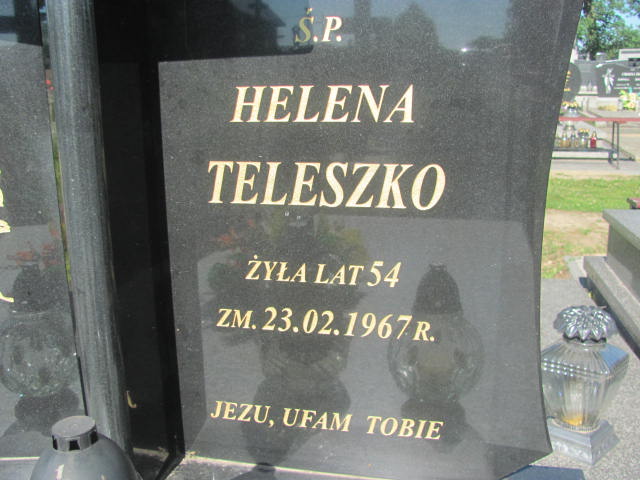 Ś.P.
HELENA
TELESZKO
ŻYŁA LAT 54
ZM. 23.02.1967 R.
JEZU, UFAM TOBIE